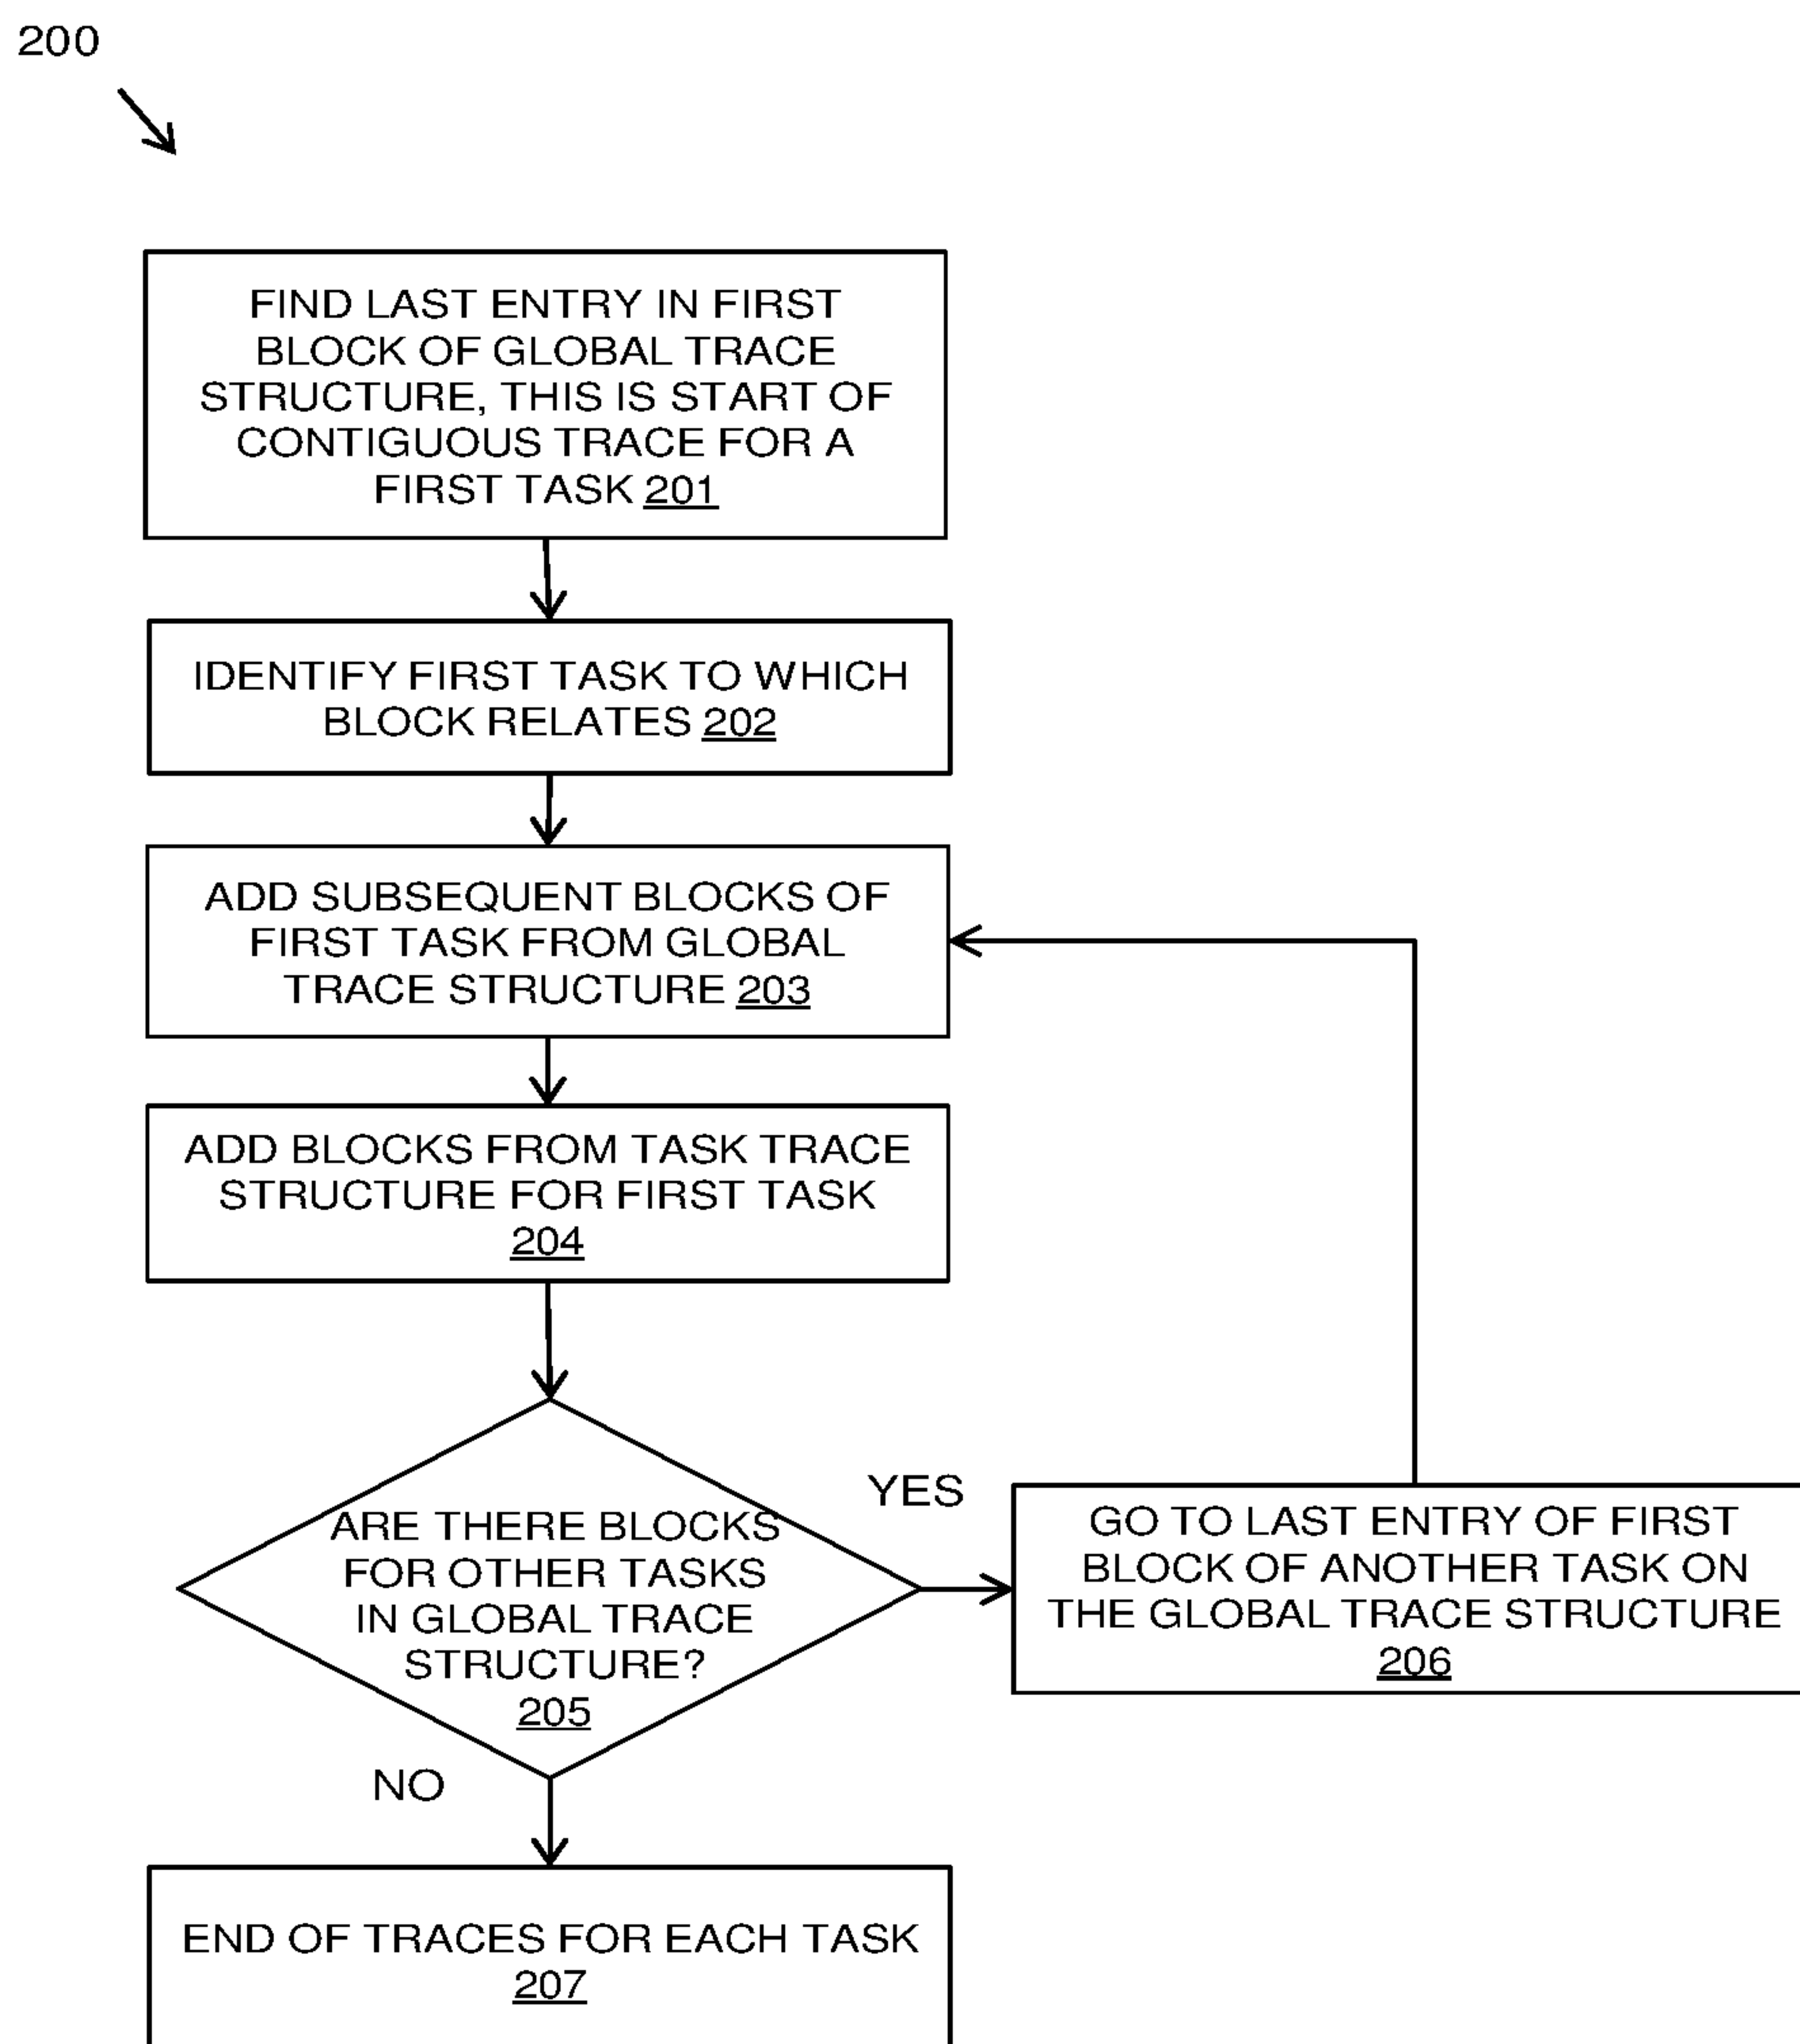 200
FIND LAST ENTRY IN FIRST
BLOCK OF GLOBAL TRACE
STRUCTURE, THIS IS START OF
CONTIGUOUS TRACE FOR A
FIRST TASK 201
IDENTIFY FIRST TASK TO WHICH
BLOCK RELATES 202
ADD SUBSEQUENT BLOCKS OF
FIRST TASK FROM GLOBAL
TRACE STRUCTURE 203
ADD BLOCKS FROM TASK TRACE
STRUCTURE FOR FIRST TASK
204
ARE THERE BLOCKS
FOR OTHER TASKS
IN GLOBAL TRACE
STRUCTURE?
205
YES
GO TO LAST ENTRY OF FIRST
BLOCK OF ANOTHER TASK ON
THE GLOBAL TRACE STRUCTURE
206
NO
END OF TRACES FOR EACH TASK
207